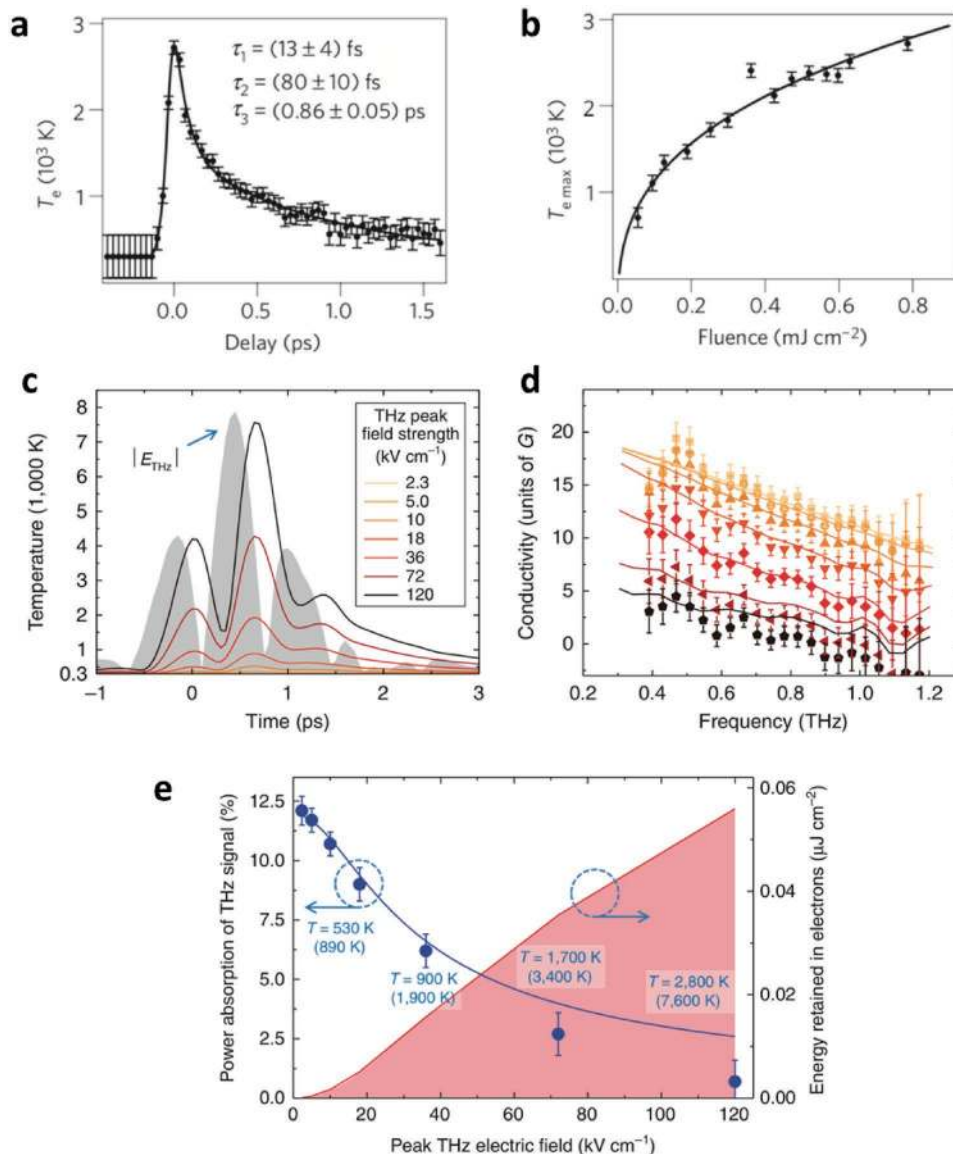 a
3
2
1
Tₑ (10³ K)
τ₁ = (13 ± 4) fs
τ₂ = (80 ± 10) fs
τ₃ = (0.86 ± 0.05) ps
0.0 0.5 1.0 1.5
Delay (ps)
b
3
2
1
Tₑ ₘₐₓ (10³ K)
0.0 0.2 0.4 0.6 0.8
Fluence (mJ cm⁻²)
c
8
7
6
5
4
3
2
1
0.3
Temperature (1,000 K)
|E_THz|
THz peak
field strength
(kV cm⁻¹)
2.3
5.0
10
18
36
72
120
−1 0 1 2 3
Time (ps)
d
20
15
10
5
0
Conductivity (units of G)
0.2 0.4 0.6 0.8 1.0 1.2
Frequency (THz)
e
12.5
10.0
7.5
5.0
2.5
0.0
Power absorption of THz signal (%)
T = 530 K
(890 K)
T = 900 K
(1,900 K)
T = 1,700 K
(3,400 K)
T = 2,800 K
(7,600 K)
0.06
0.04
0.02
0.00
Energy retained in electrons (μJ cm⁻²)
0 20 40 60 80 100 120
Peak THz electric field (kV cm⁻¹)